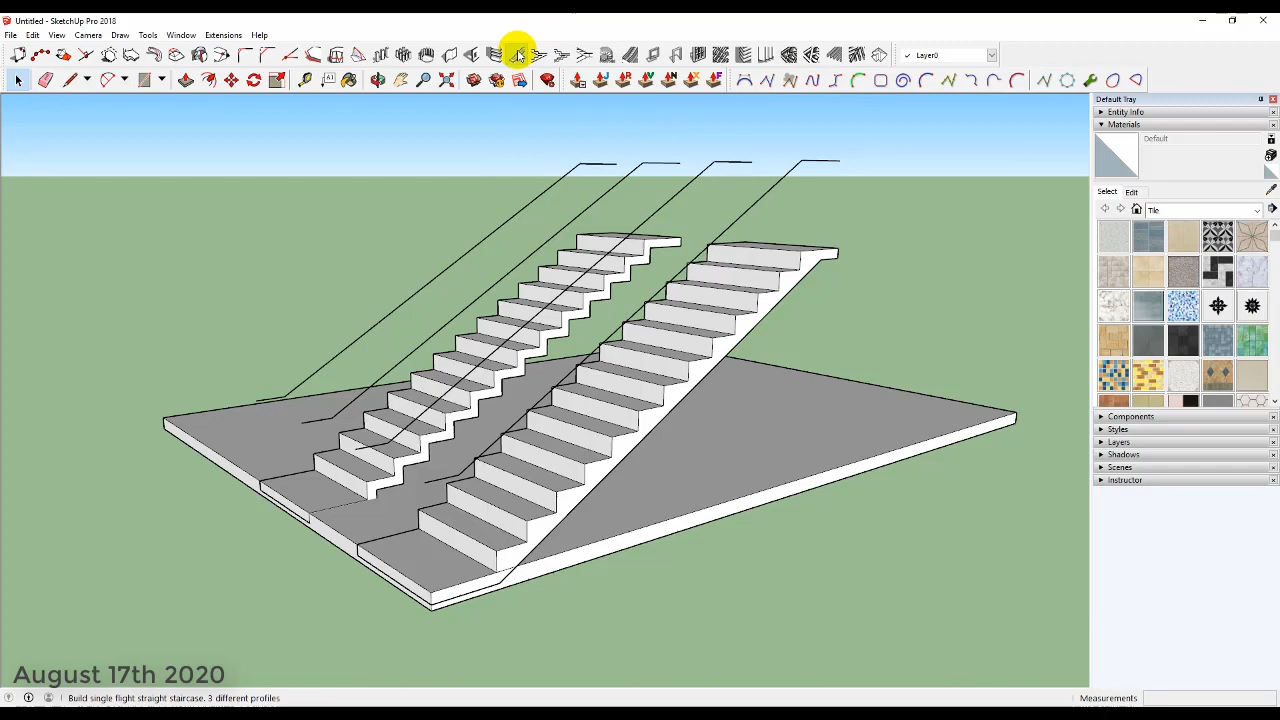 Untitled - SketchUp Pro 2018
File Edit View Camera Draw Tools Window Extensions Help
Layer0
Default Tray
Entity Info
Materials
Default
Select Edit
Tile
Components
Styles
Layers
Shadows
Scenes
Instructor
August 17th 2020
Build single flight straight staircase. 3 different profiles
Measurements